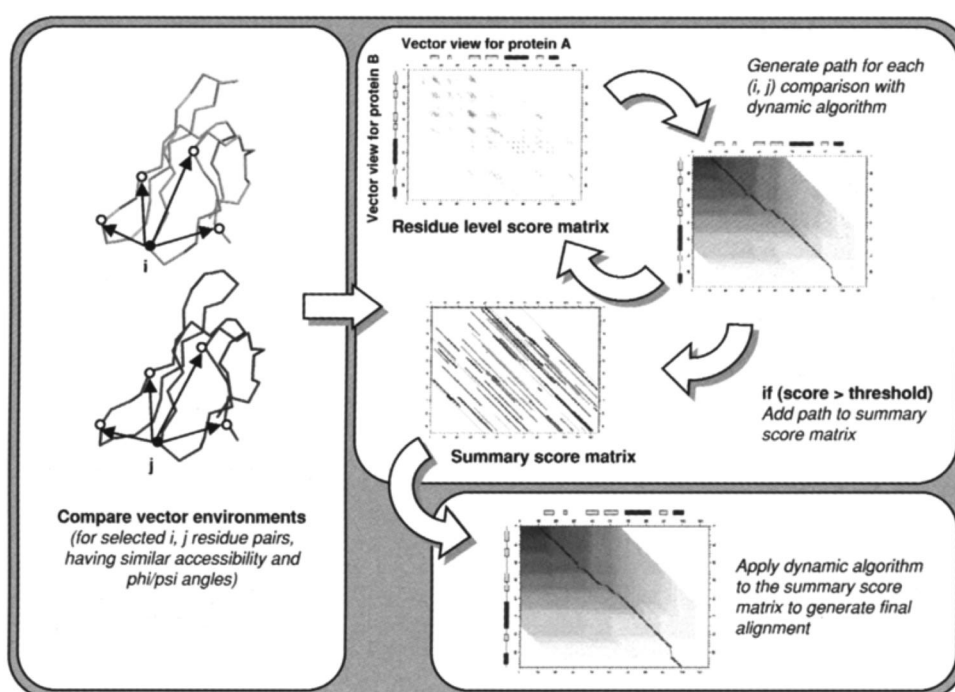 Vector view for protein A
Vector view for protein B
Generate path for each
(i, j) comparison with
dynamic algorithm
Residue level score matrix
i
j
if (score > threshold)
Add path to summary
score matrix
Summary score matrix
Compare vector environments
(for selected i, j residue pairs,
having similar accessibility and
phi/psi angles)
Apply dynamic algorithm
to the summary score
matrix to generate final
alignment